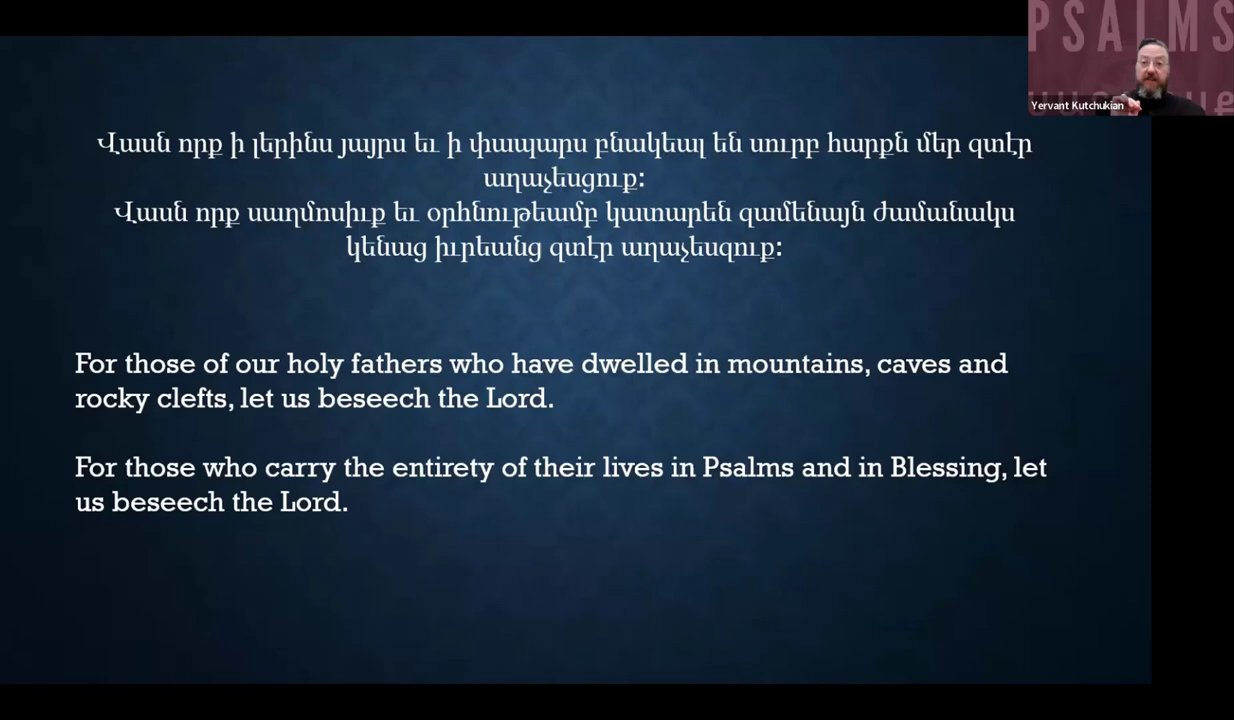 PSALMS
Yervant Kutchukian
Վասն որք ի լերինս յայրս եւ ի փապարս բնակեալ են սուրբ հարքն մեր զտէր
աղաչեսցուք:
Վասն որք սաղմոսիւք եւ օրհնութեամբ կատարեն զամենայն ժամանակս
կենաց իւրեանց զտէր աղաչեսզուք:
For those of our holy fathers who have dwelled in mountains, caves and
rocky clefts, let us beseech the Lord.
For those who carry the entirety of their lives in Psalms and in Blessing, let
us beseech the Lord.